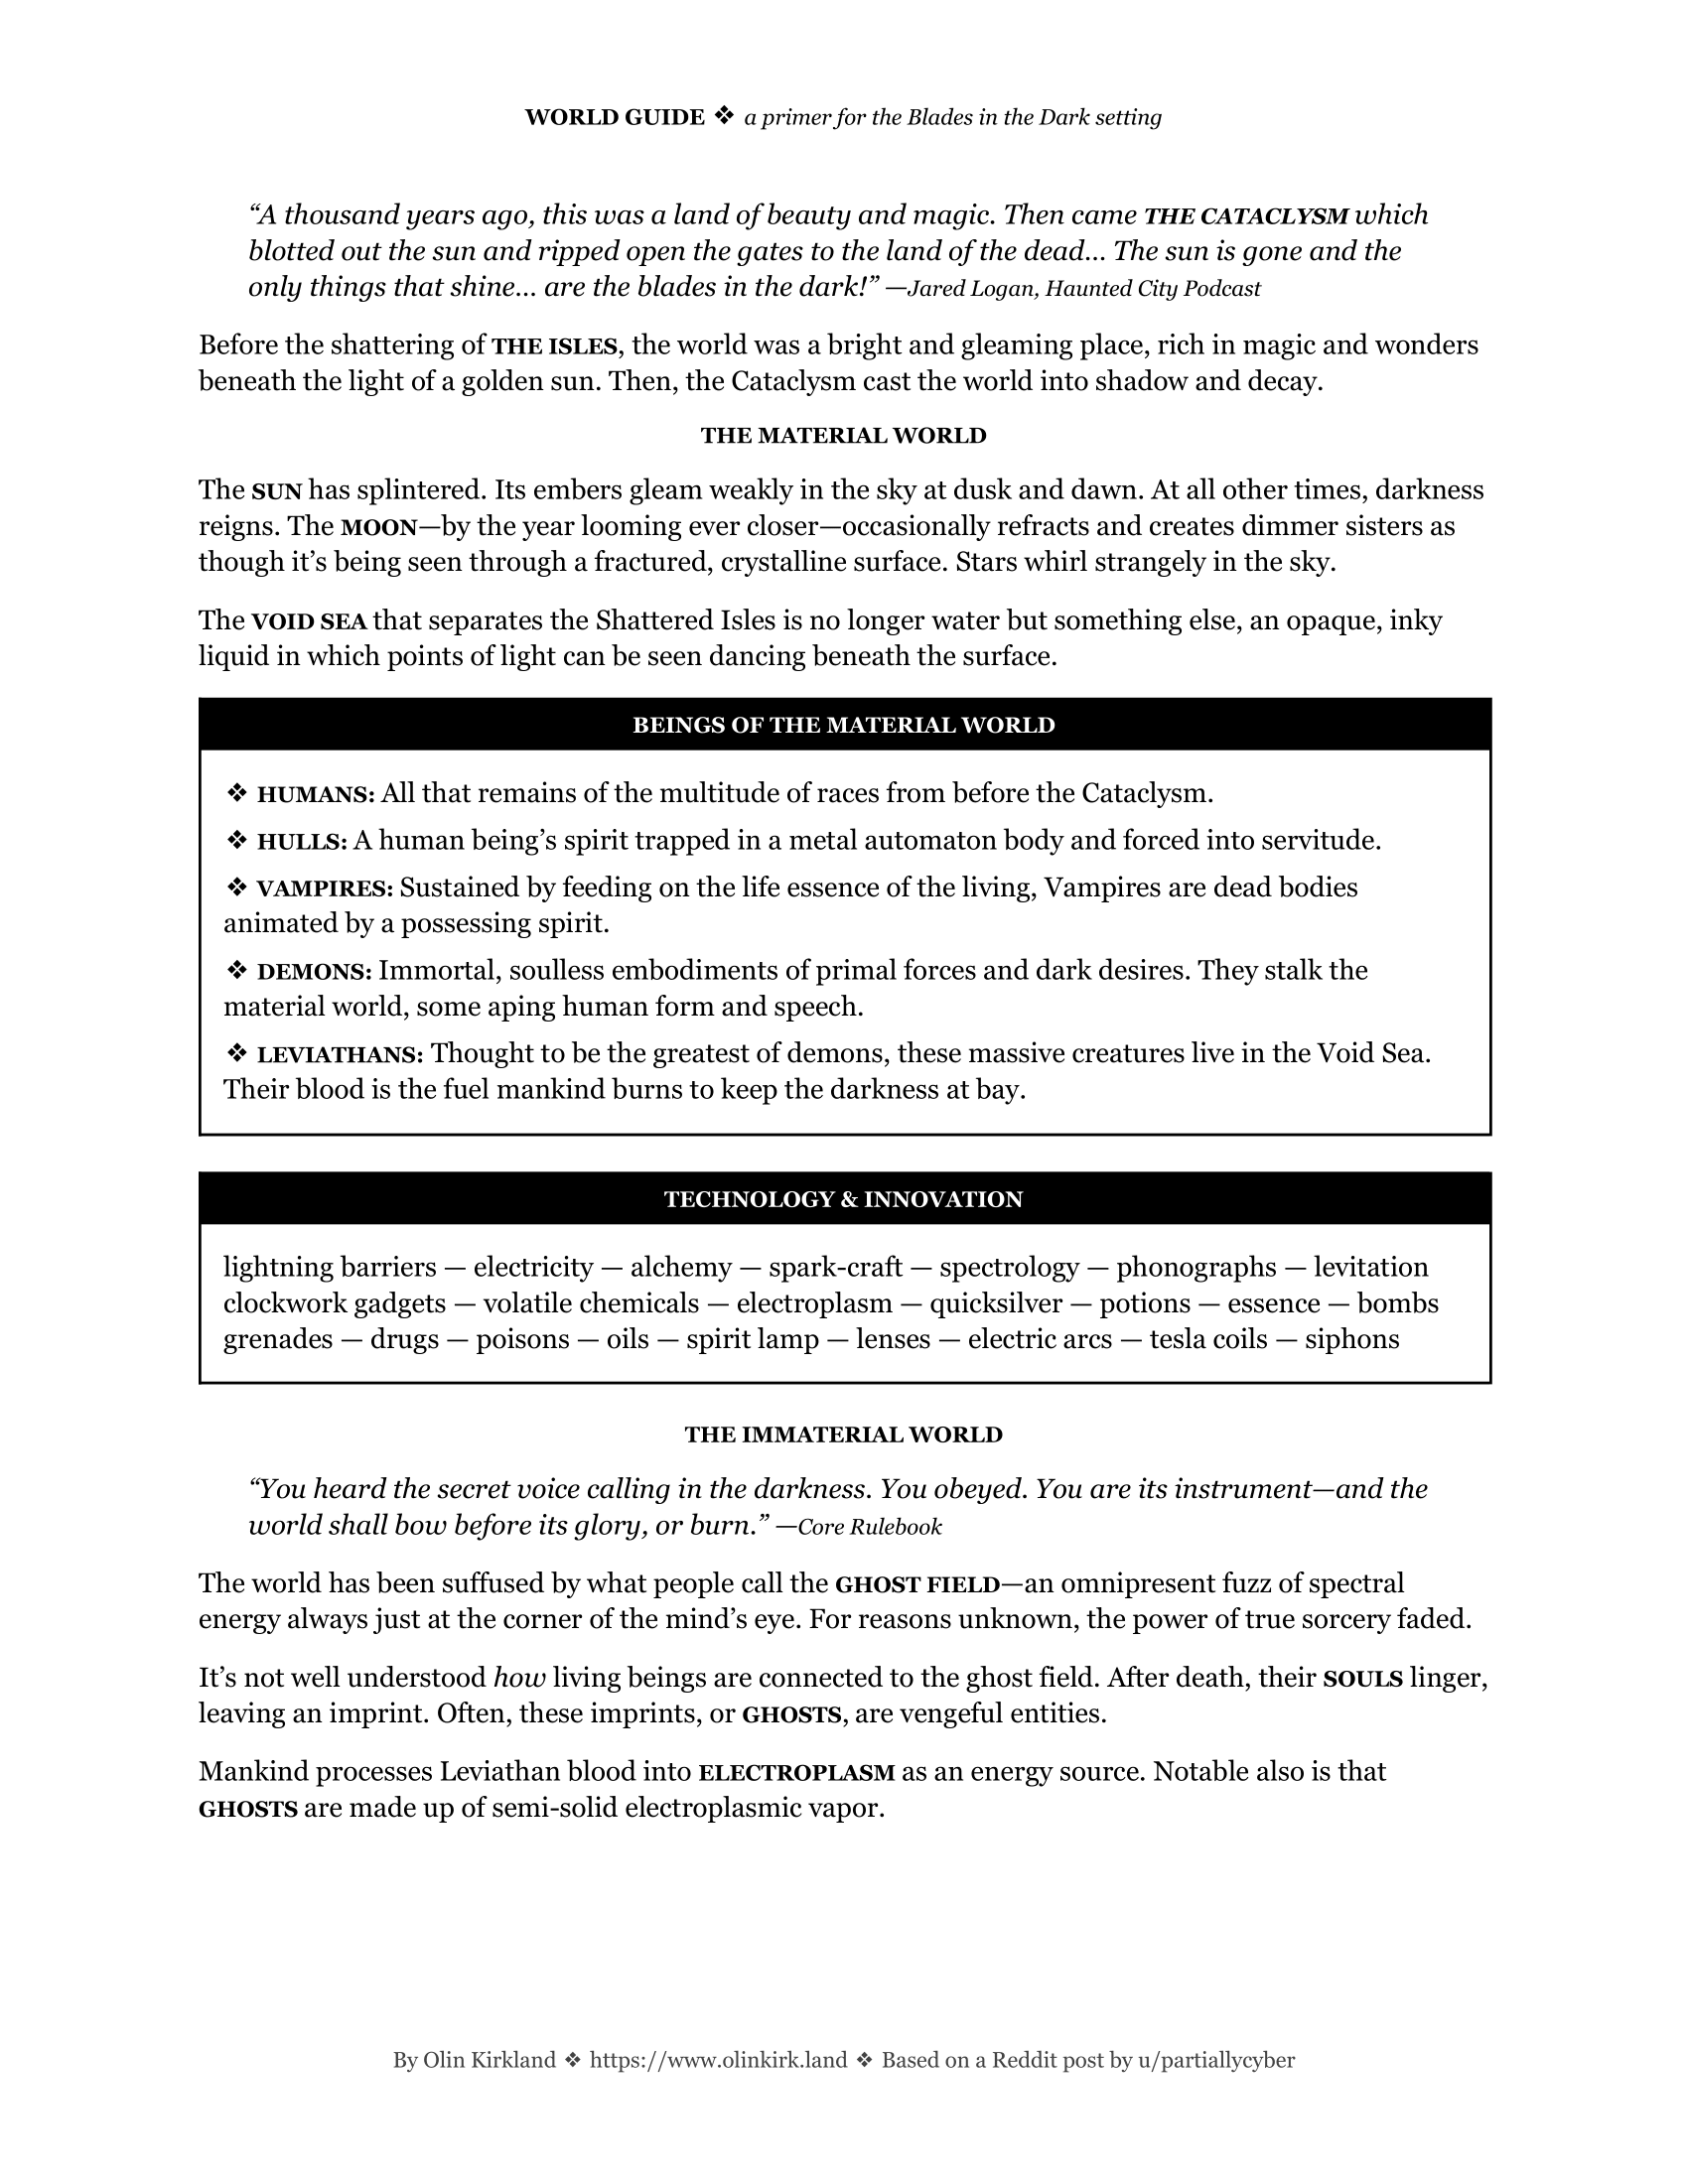 WORLD GUIDE ❖ a primer for the Blades in the Dark setting
“A thousand years ago, this was a land of beauty and magic. Then came THE CATACLYSM which
blotted out the sun and ripped open the gates to the land of the dead… The sun is gone and the
only things that shine… are the blades in the dark!” —Jared Logan, Haunted City Podcast
Before the shattering of THE ISLES, the world was a bright and gleaming place, rich in magic and wonders
beneath the light of a golden sun. Then, the Cataclysm cast the world into shadow and decay.
THE MATERIAL WORLD
The SUN has splintered. Its embers gleam weakly in the sky at dusk and dawn. At all other times, darkness
reigns. The MOON—by the year looming ever closer—occasionally refracts and creates dimmer sisters as
though it’s being seen through a fractured, crystalline surface. Stars whirl strangely in the sky.
The VOID SEA that separates the Shattered Isles is no longer water but something else, an opaque, inky
liquid in which points of light can be seen dancing beneath the surface.
BEINGS OF THE MATERIAL WORLD
❖ HUMANS: All that remains of the multitude of races from before the Cataclysm.
❖ HULLS: A human being’s spirit trapped in a metal automaton body and forced into servitude.
❖ VAMPIRES: Sustained by feeding on the life essence of the living, Vampires are dead bodies
animated by a possessing spirit.
❖ DEMONS: Immortal, soulless embodiments of primal forces and dark desires. They stalk the
material world, some aping human form and speech.
❖ LEVIATHANS: Thought to be the greatest of demons, these massive creatures live in the Void Sea.
Their blood is the fuel mankind burns to keep the darkness at bay.
TECHNOLOGY & INNOVATION
lightning barriers — electricity — alchemy — spark-craft — spectrology — phonographs — levitation
clockwork gadgets — volatile chemicals — electroplasm — quicksilver — potions — essence — bombs
grenades — drugs — poisons — oils — spirit lamp — lenses — electric arcs — tesla coils — siphons
THE IMMATERIAL WORLD
“You heard the secret voice calling in the darkness. You obeyed. You are its instrument—and the
world shall bow before its glory, or burn.” —Core Rulebook
The world has been suffused by what people call the GHOST FIELD—an omnipresent fuzz of spectral
energy always just at the corner of the mind’s eye. For reasons unknown, the power of true sorcery faded.
It’s not well understood how living beings are connected to the ghost field. After death, their SOULS linger,
leaving an imprint. Often, these imprints, or GHOSTS, are vengeful entities.
Mankind processes Leviathan blood into ELECTROPLASM as an energy source. Notable also is that
GHOSTS are made up of semi-solid electroplasmic vapor.
By Olin Kirkland ❖ https://www.olinkirk.land ❖ Based on a Reddit post by u/partiallycyber